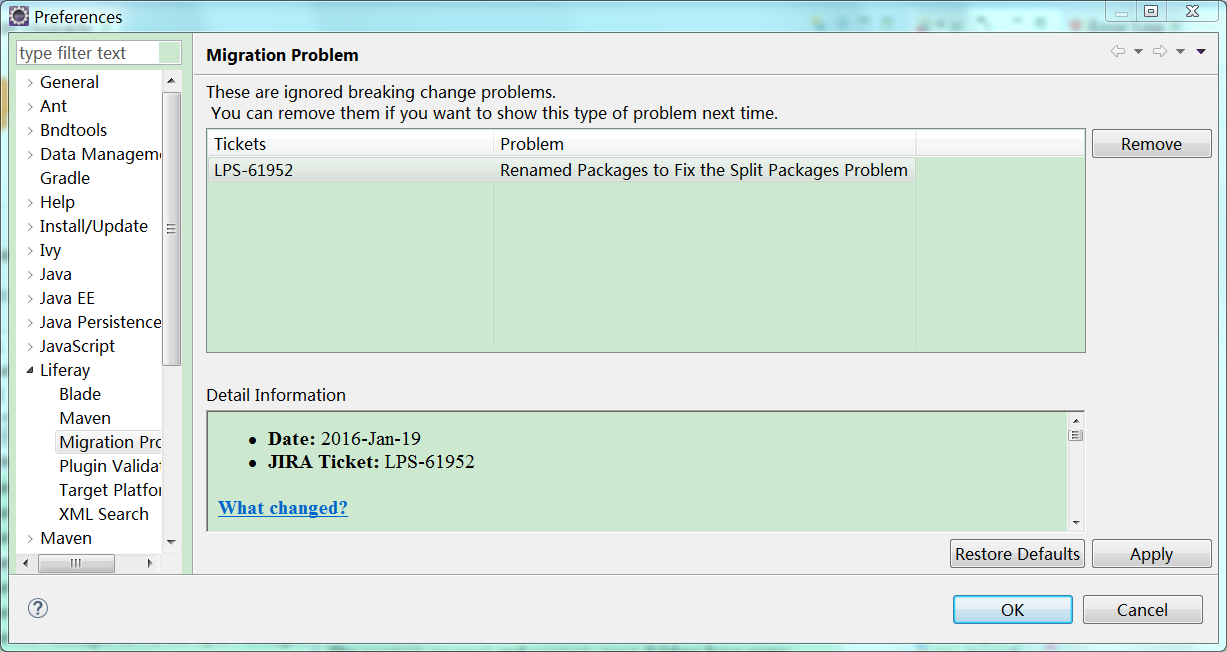 Preferences
type filter text
General
Ant
Bndtools
Data Managem
Gradle
Help
Install/Update
Ivy
Java
Java EE
Java Persistence
JavaScript
Liferay
Blade
Maven
Migration Pro
Plugin Valida
Target Platfor
XML Search
Maven
Migration Problem
These are ignored breaking change problems.
You can remove them if you want to show this type of problem next time.
Tickets Problem
LPS-61952 Renamed Packages to Fix the Split Packages Problem
Remove
Detail Information
• Date: 2016-Jan-19
• JIRA Ticket: LPS-61952
What changed?
Restore Defaults Apply
OK Cancel